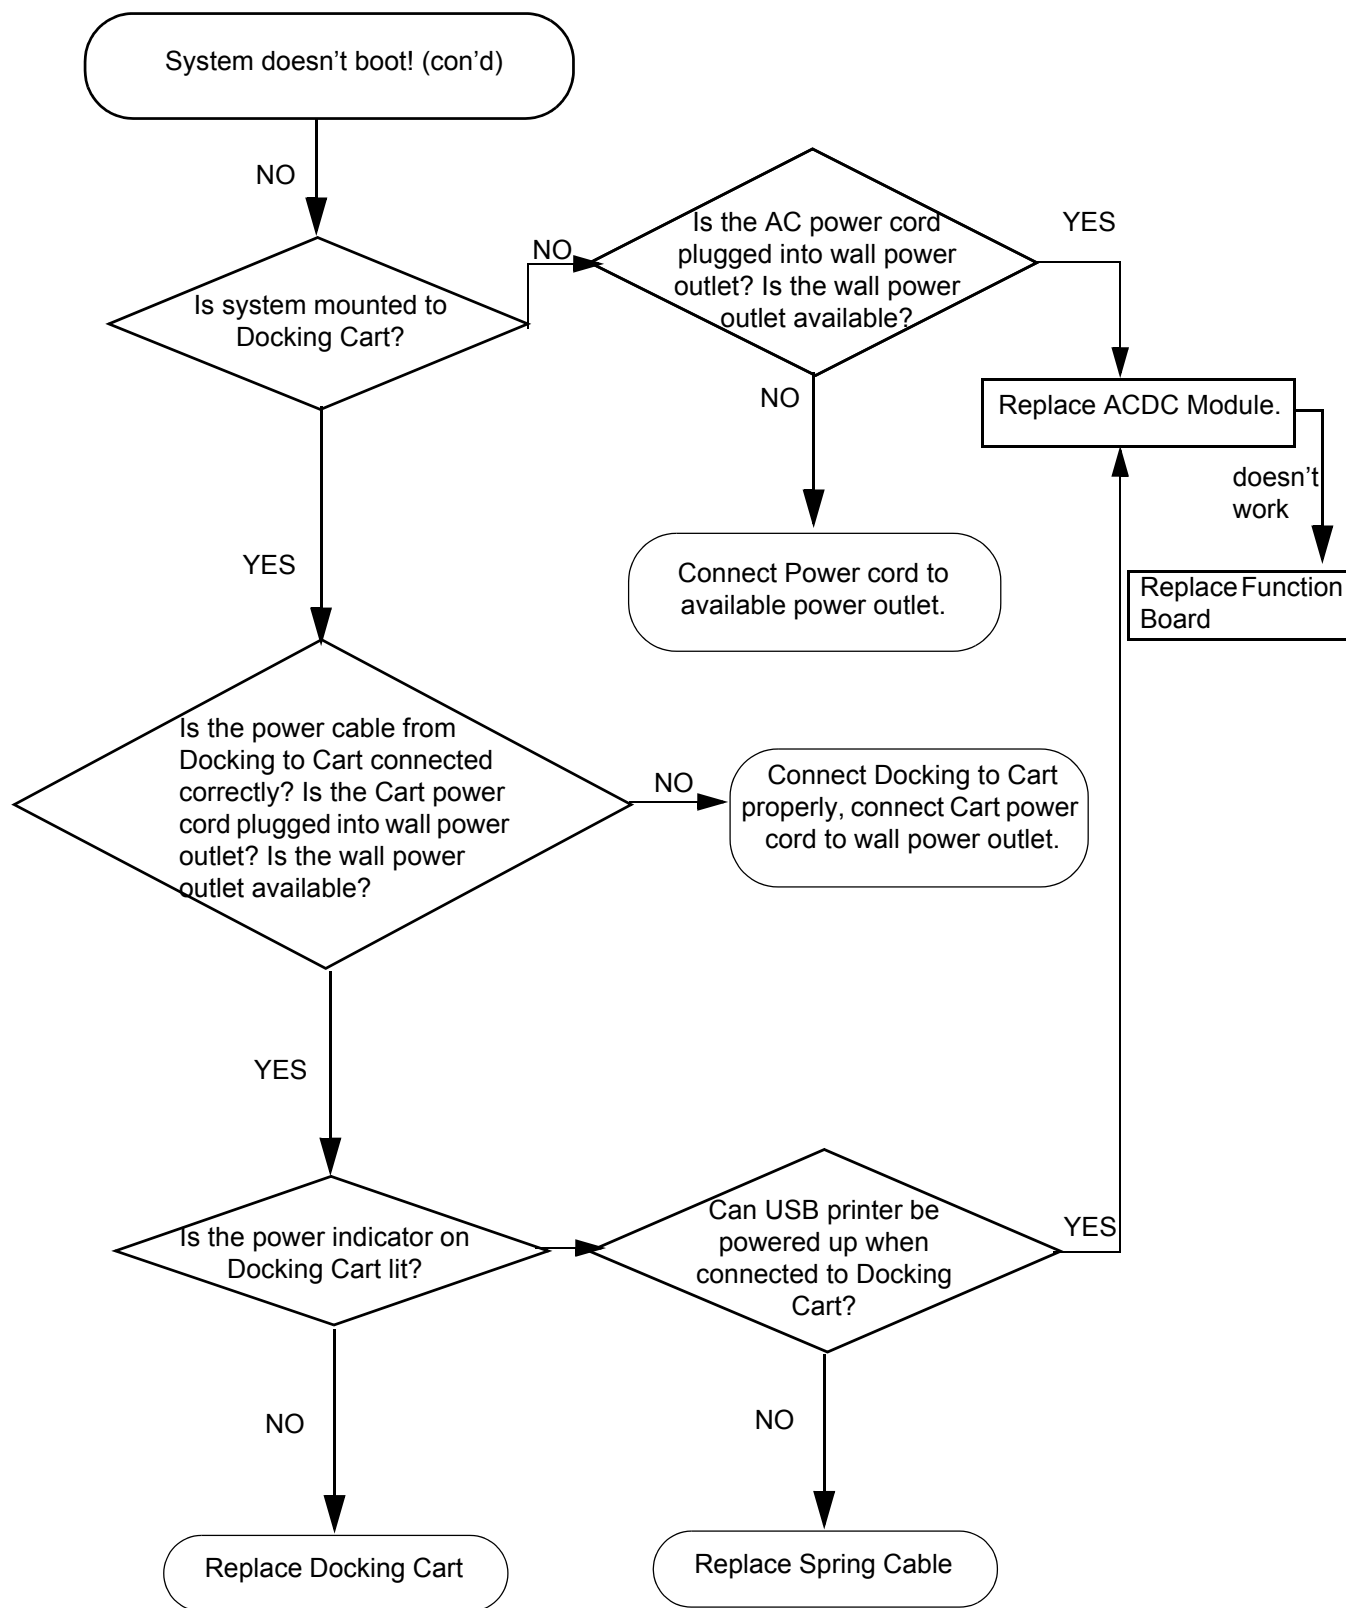 System doesn't boot! (con'd)
NO
Is system mounted to
Docking Cart?
NO
Is the AC power cord
plugged into wall power
outlet? Is the wall power
outlet available?
YES
NO
Replace ACDC Module.
doesn't
work
Replace Function
Board
Connect Power cord to
available power outlet.
YES
Is the power cable from
Docking to Cart connected
correctly? Is the Cart power
cord plugged into wall power
outlet? Is the wall power
outlet available?
NO
Connect Docking to Cart
properly, connect Cart power
cord to wall power outlet.
YES
Is the power indicator on
Docking Cart lit?
Can USB printer be
powered up when
connected to Docking
Cart?
YES
NO
NO
Replace Docking Cart
Replace Spring Cable